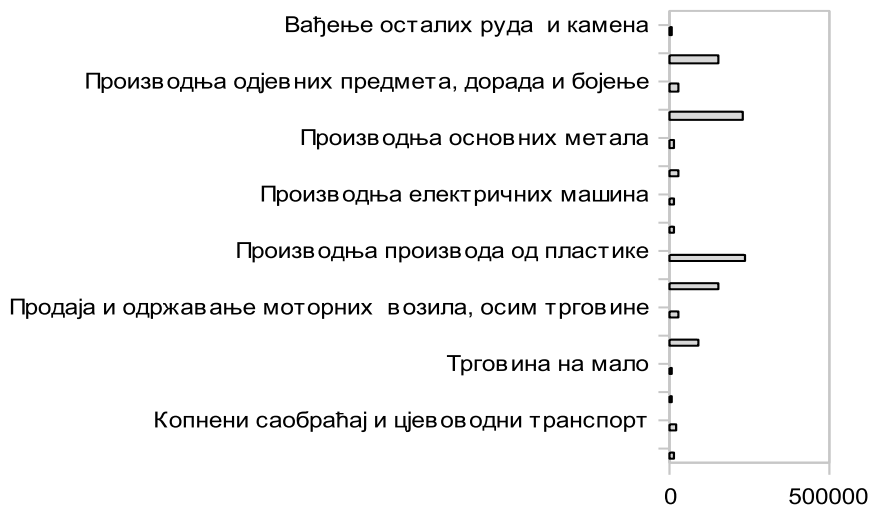 Вађење осталих руда и камена
Производња одјевних предмета, дорада и бојење
Производња основних метала
Производња електричних машина
Производња производа од пластике
Продаја и одржавање моторних возила, осим трговине
Трговина на мало
Копнени саобраћај и цјевоводни транспорт
0 500000